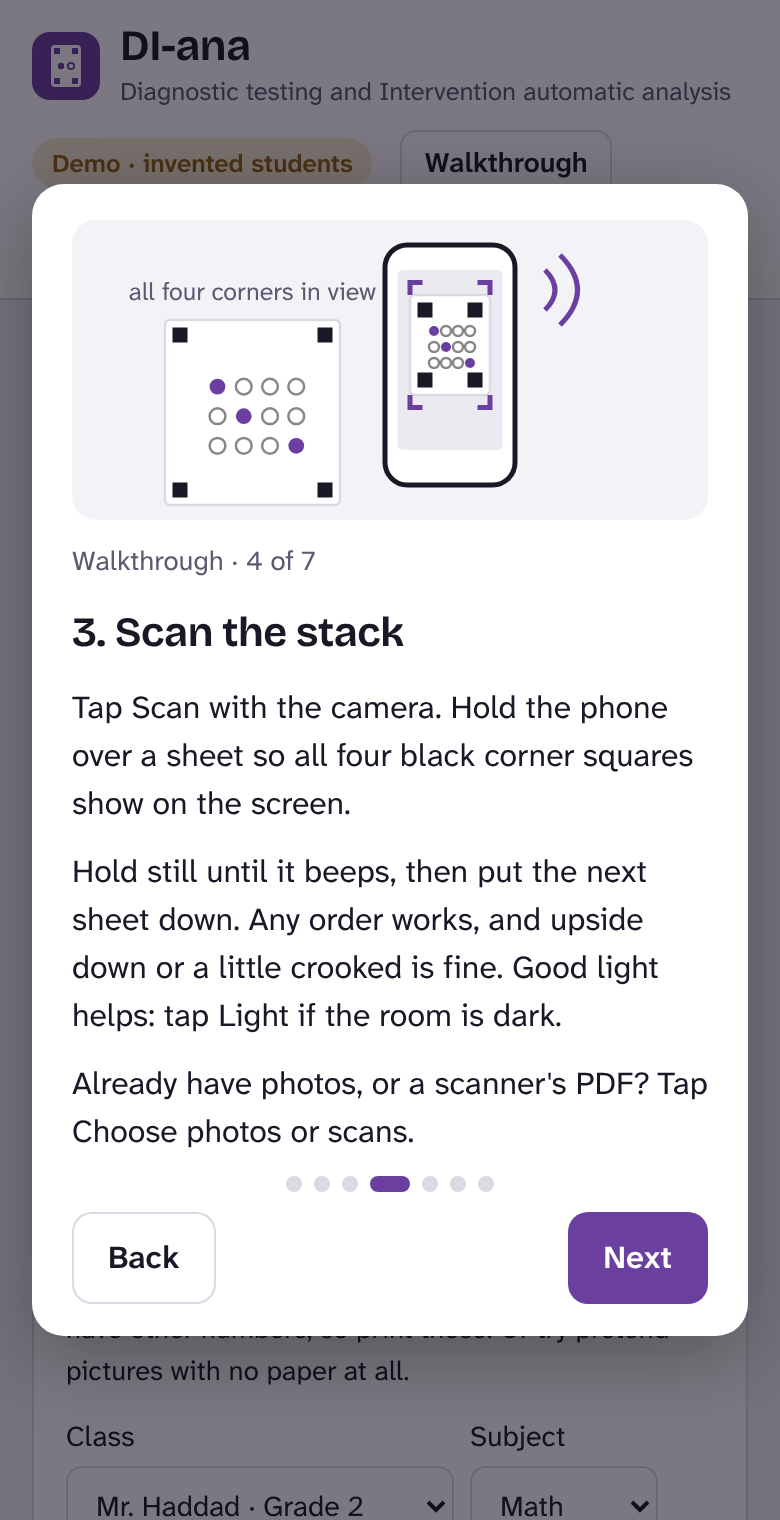 DI-ana
Diagnostic testing and Intervention automatic analysis
Demo · invented students
Walkthrough
all four corners in view
Walkthrough · 4 of 7
3. Scan the stack
Tap Scan with the camera. Hold the phone
over a sheet so all four black corner squares
show on the screen.
Hold still until it beeps, then put the next
sheet down. Any order works, and upside
down or a little crooked is fine. Good light
helps: tap Light if the room is dark.
Already have photos, or a scanner's PDF? Tap
Choose photos or scans.
Back
Next
pictures with no paper at all.
Class
Subject
Mr. Haddad · Grade 2
Math